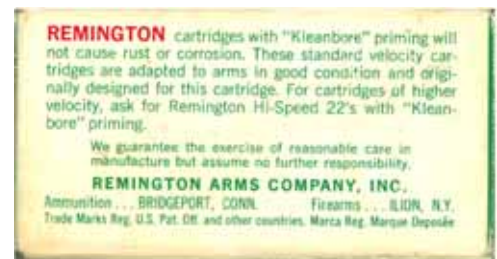 REMINGTON cartridges with "Kleanbore" priming will
not cause rust or corrosion. These standard velocity car-
tridges are adapted to arms in good condition and origi-
nally designed for this cartridge. For cartridges of higher
velocity, ask for Remington Hi-Speed 22's with "Klean-
bore" priming.
We guarantee the exercise of reasonable care in
manufacture but assume no further responsibility.
REMINGTON ARMS COMPANY, INC.
Ammunition . . . BRIDGEPORT, CONN. Firearms . . . ILION, N.Y.
Trade Marks Reg. U.S. Pat. Off. and other countries. Marca Reg. Marque Deposée